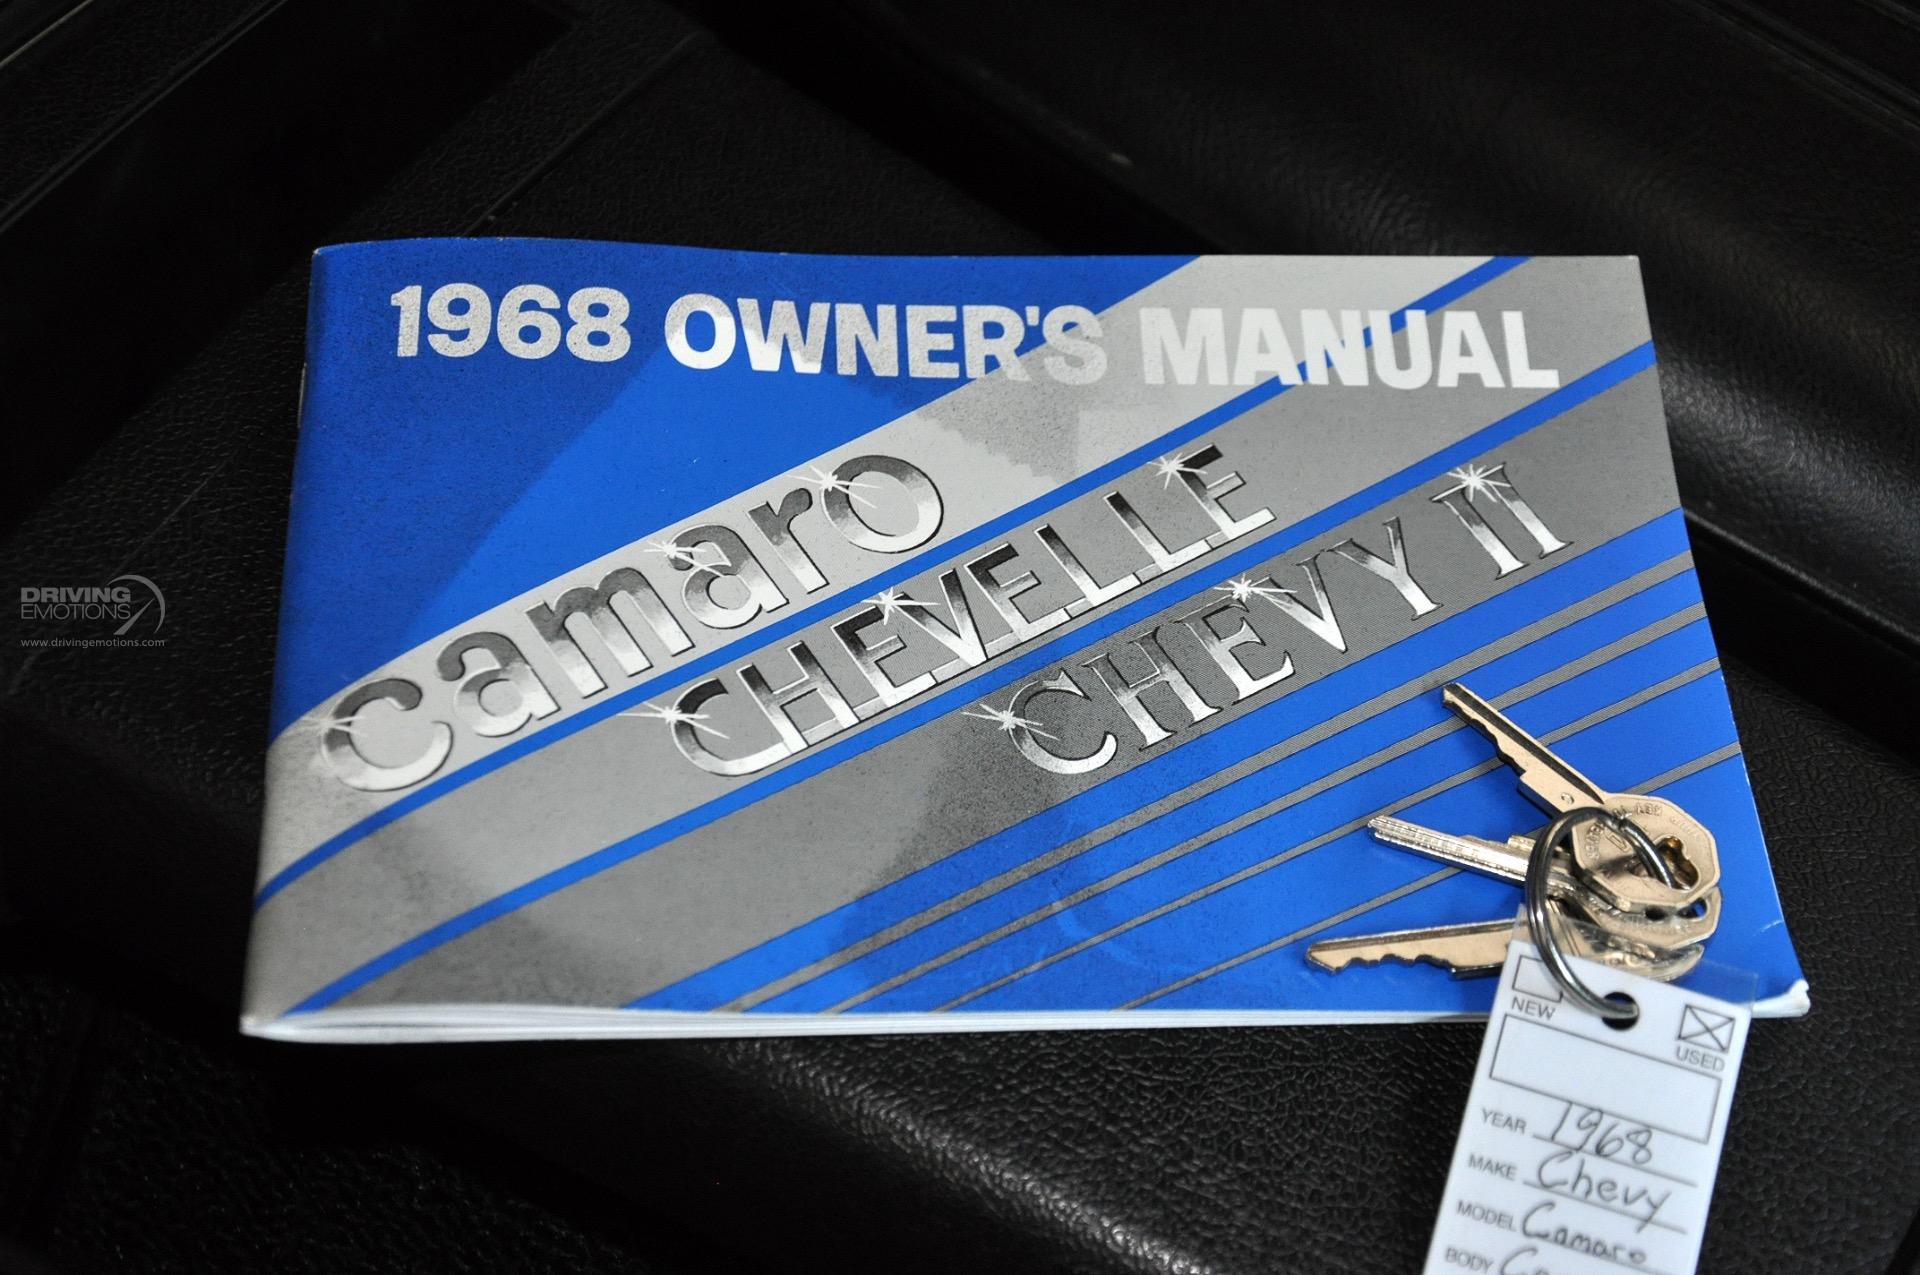 1968 OWNER'S MANUAL
Camaro
CHEVELLE
CHEVY II
DRIVING
EMOTIONS
www.drivingemotions.com
NEW
USED
YEAR 1968
MAKE Chevy
MODEL Camaro
BODY